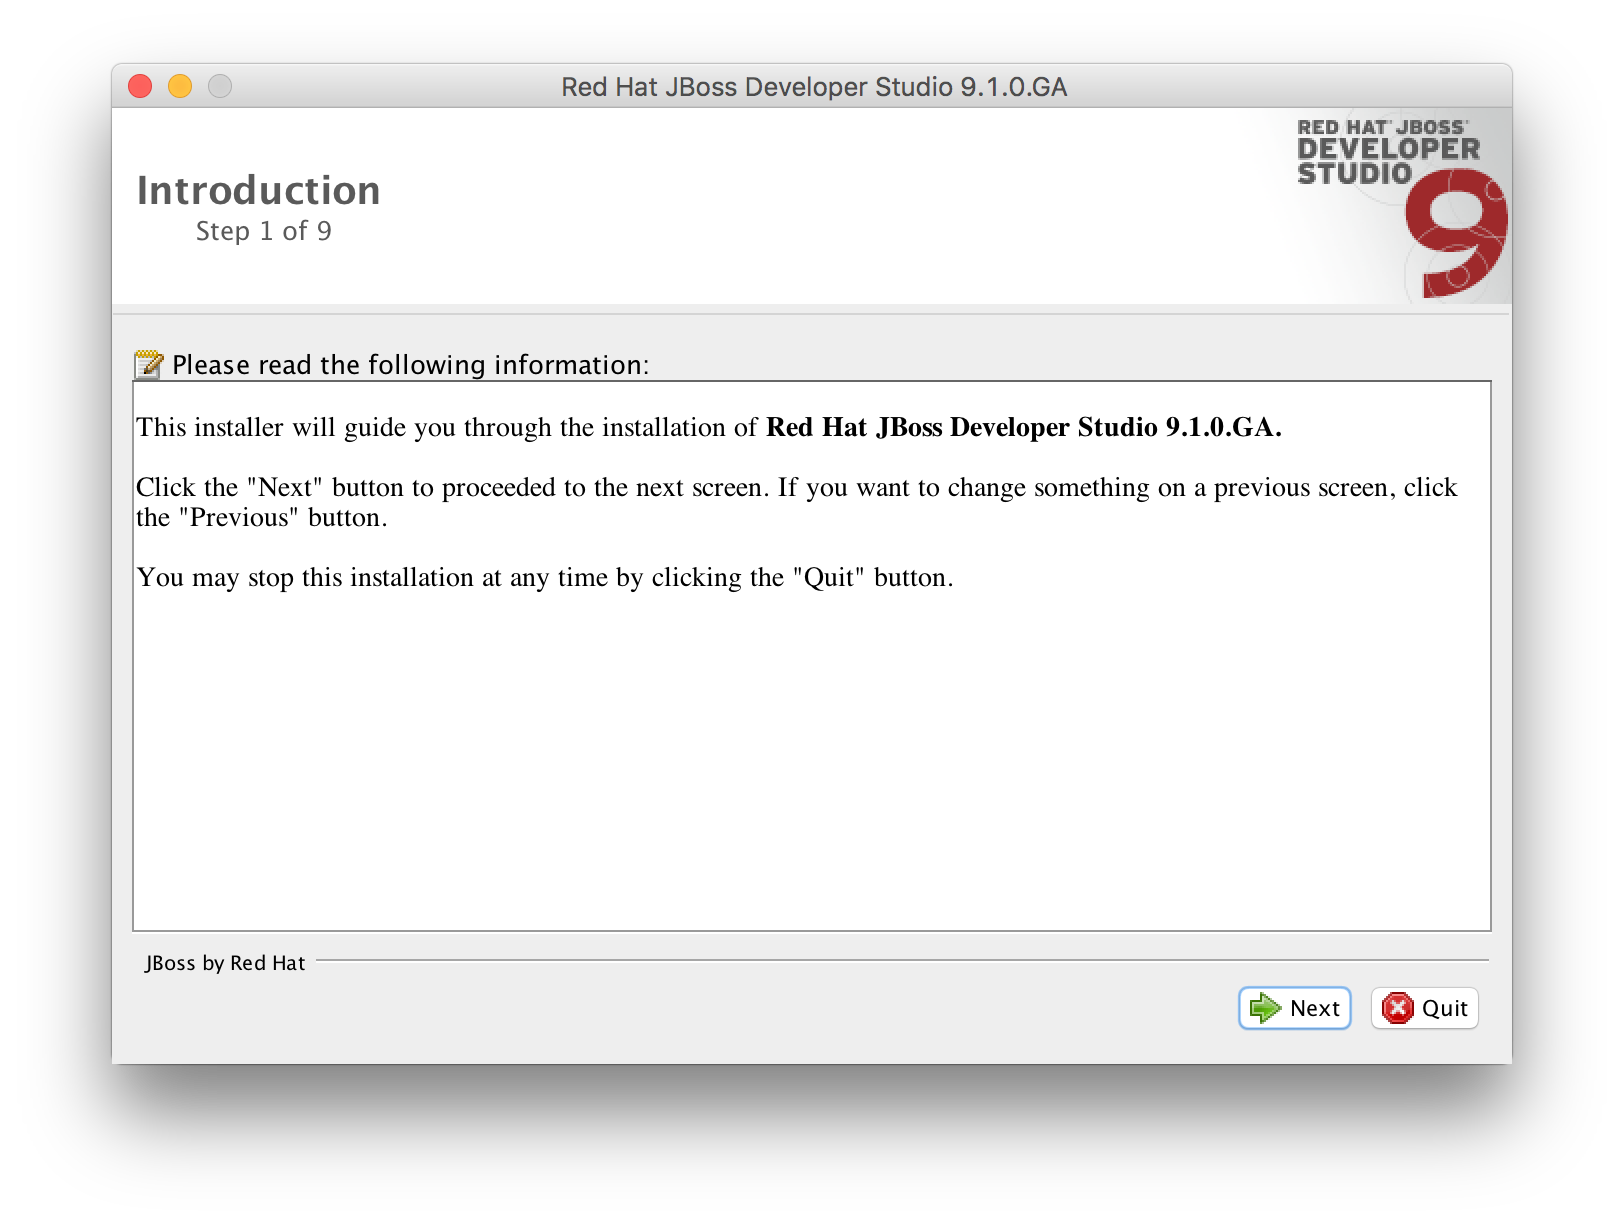 Red Hat JBoss Developer Studio 9.1.0.GA
RED HAT JBOSS
DEVELOPER
STUDIO
9
Introduction
Step 1 of 9
Please read the following information:
This installer will guide you through the installation of Red Hat JBoss Developer Studio 9.1.0.GA.
Click the "Next" button to proceeded to the next screen. If you want to change something on a previous screen, click
the "Previous" button.
You may stop this installation at any time by clicking the "Quit" button.
JBoss by Red Hat
Next
Quit